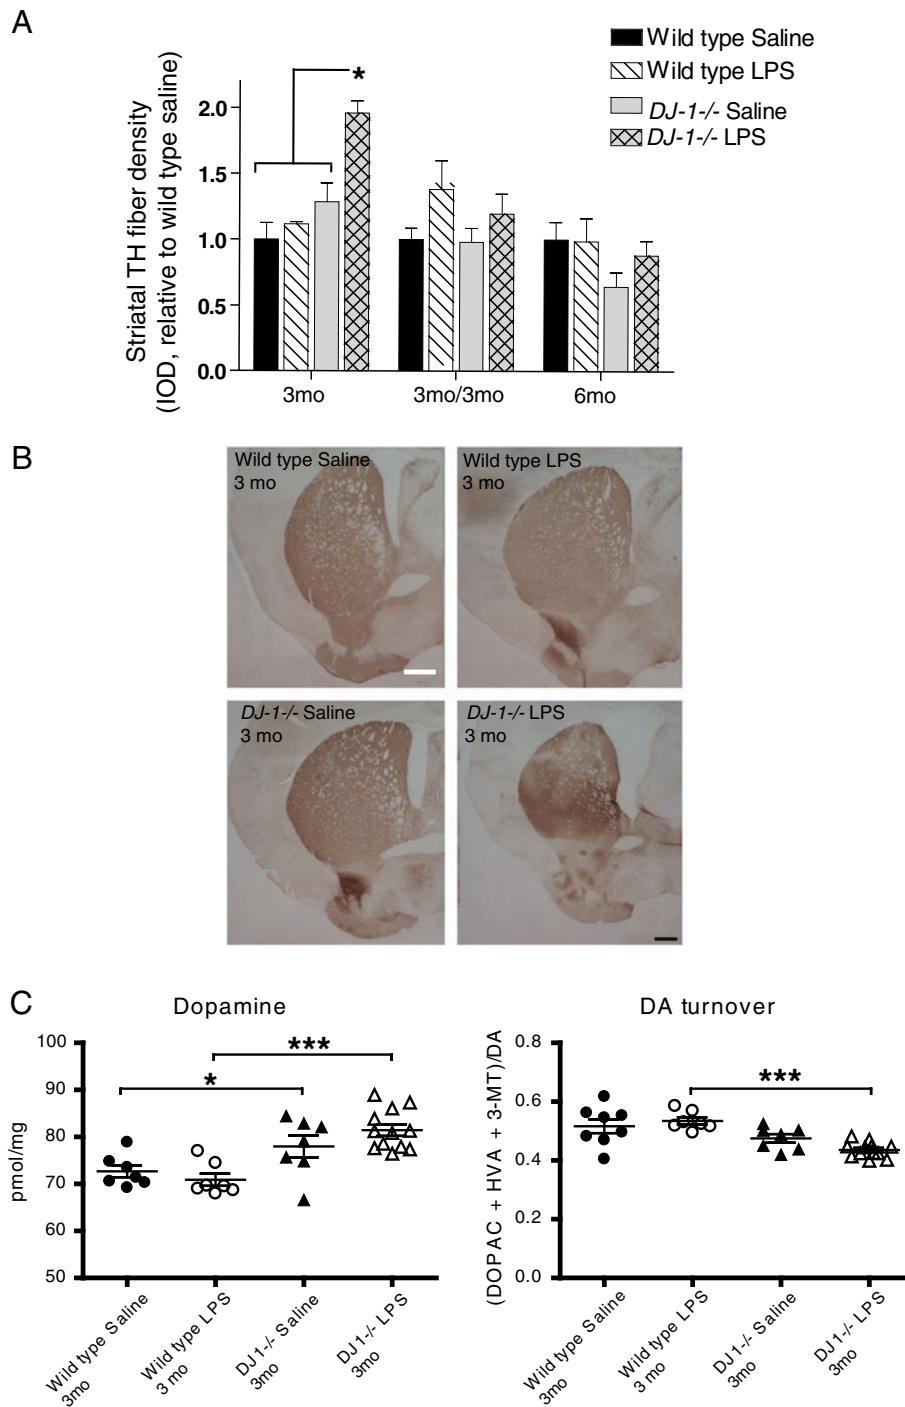 A
Wild type Saline
Wild type LPS
DJ-1-/- Saline
DJ-1-/- LPS
Striatal TH fiber density
(IOD, relative to wild type saline)
2.0
1.5
1.0
0.5
0.0
*
3mo
3mo/3mo
6mo
B
Wild type Saline
3 mo
Wild type LPS
3 mo
DJ-1-/- Saline
3 mo
DJ-1-/- LPS
3 mo
C
Dopamine
pmol/mg
100
90
80
70
60
50
*
***
Wild type Saline
3mo
Wild type LPS
3 mo
DJ1-/- Saline
3mo
DJ1-/- LPS
3mo
DA turnover
(DOPAC + HVA + 3-MT)/DA
0.8
0.6
0.4
0.2
0.0
***
Wild type Saline
3mo
Wild type LPS
3 mo
DJ1-/- Saline
3mo
DJ1-/- LPS
3mo